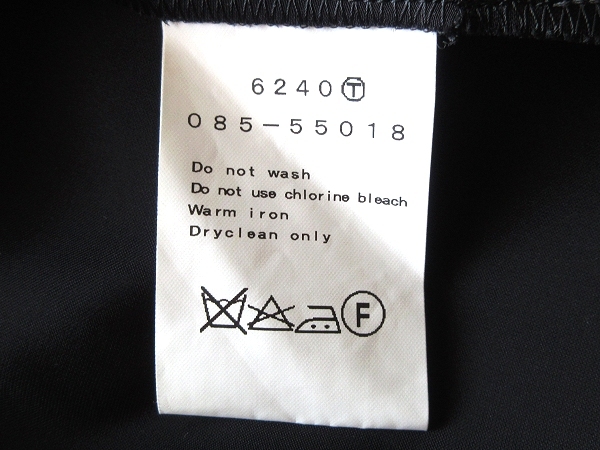 6240Ⓣ
085-55018
Do not wash
Do not use chlorine bleach
Warm iron
Dryclean only
F